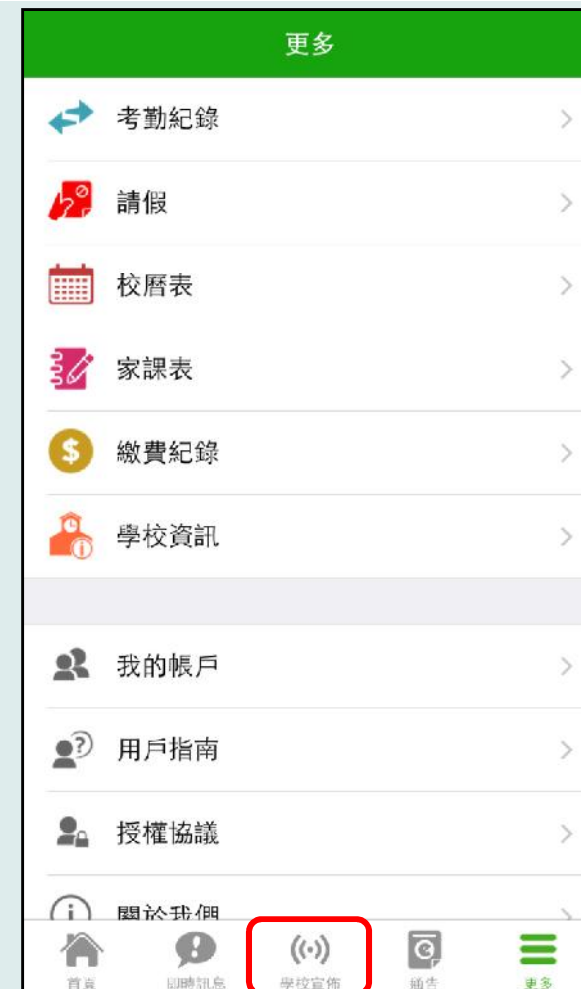 更多
考勤紀錄
請假
校曆表
家課表
繳費紀錄
學校資訊
我的帳戶
用戶指南
授權協議
關於我們
首頁
即時訊息
學校宣佈
通告
更多